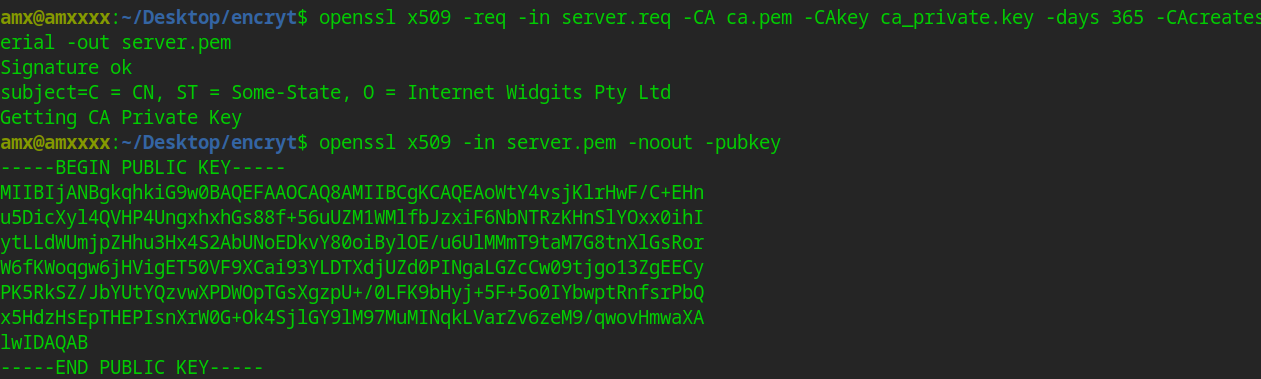 amx@amxxxx:~/Desktop/encryt$ openssl x509 -req -in server.req -CA ca.pem -CAkey ca_private.key -days 365 -CAcreates
erial -out server.pem
Signature ok
subject=C = CN, ST = Some-State, O = Internet Widgits Pty Ltd
Getting CA Private Key
amx@amxxxx:~/Desktop/encryt$ openssl x509 -in server.pem -noout -pubkey
-----BEGIN PUBLIC KEY-----
MIIBIjANBgkqhkiG9w0BAQEFAAOCAQ8AMIIBCgKCAQEAoWtY4vsjKlrHwF/C+EHn
u5DicXyl4QVHP4UngxhxhGs88f+56uUZM1WMlfbJzxiF6NbNTRzKHnSlYOxx0ihI
ytLLdWUmjpZHhu3Hx4S2AbUNoEDkvY80oiBylOE/u6UlMMmT9taM7G8tnXlGsRor
W6fKWoqgw6jHVigET50VF9XCai93YLDTXdjUZd0PINgaLGZcCw09tjgo13ZgEECy
PK5RkSZ/JbYUtYQzvwXPDWOpTGsXgzpU+/0LFK9bHyj+5F+5o0IYbwptRnfsrPbQ
x5HdzHsEpTHEPIsnXrW0G+Ok4SjlGY9lM97MuMINqkLVarZv6zeM9/qwovHmwaXA
lwIDAQAB
-----END PUBLIC KEY-----